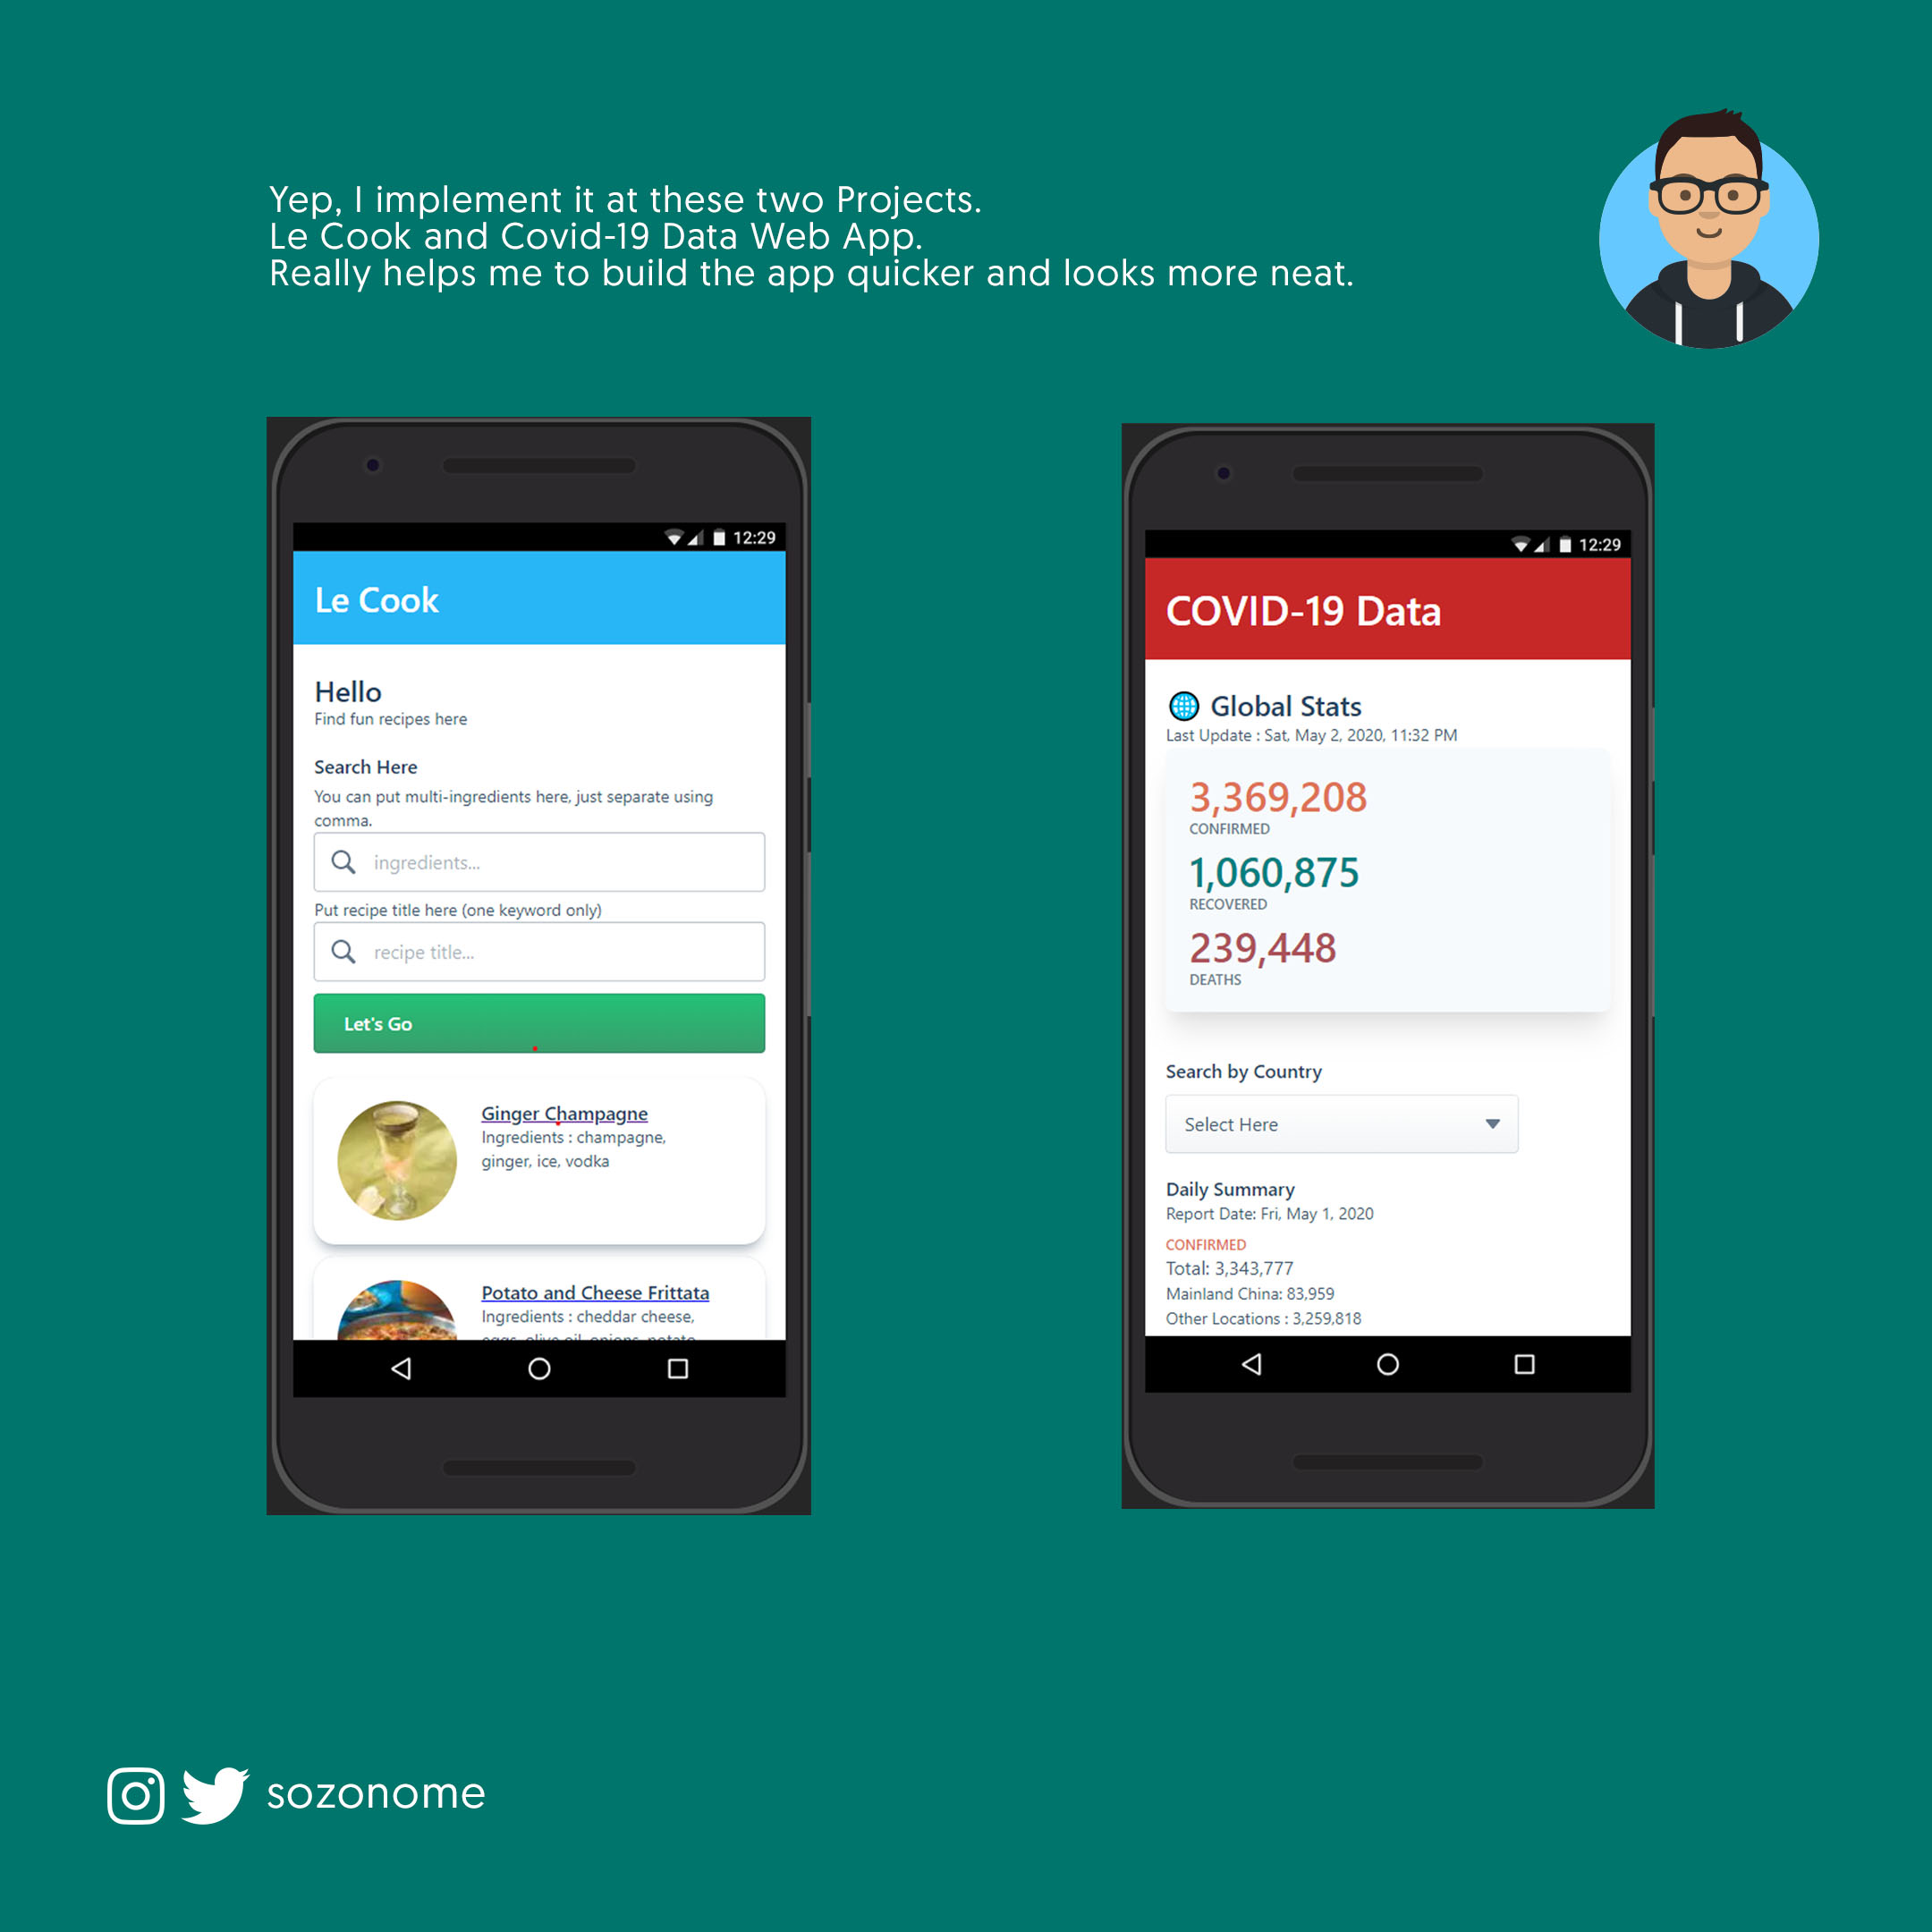 Yep, I implement it at these two Projects.
Le Cook and Covid-19 Data Web App.
Really helps me to build the app quicker and looks more neat.
12:29
Le Cook
Hello
Find fun recipes here
Search Here
You can put multi-ingredients here, just separate using
comma.
ingredients...
Put recipe title here (one keyword only)
recipe title...
Let's Go
Ginger Champagne
Ingredients : champagne,
ginger, ice, vodka
Potato and Cheese Frittata
Ingredients : cheddar cheese,
eggs, olive oil, onions, potato
12:29
COVID-19 Data
Global Stats
Last Update : Sat, May 2, 2020, 11:32 PM
3,369,208
CONFIRMED
1,060,875
RECOVERED
239,448
DEATHS
Search by Country
Select Here
Daily Summary
Report Date: Fri, May 1, 2020
CONFIRMED
Total: 3,343,777
Mainland China: 83,959
Other Locations : 3,259,818
sozonome